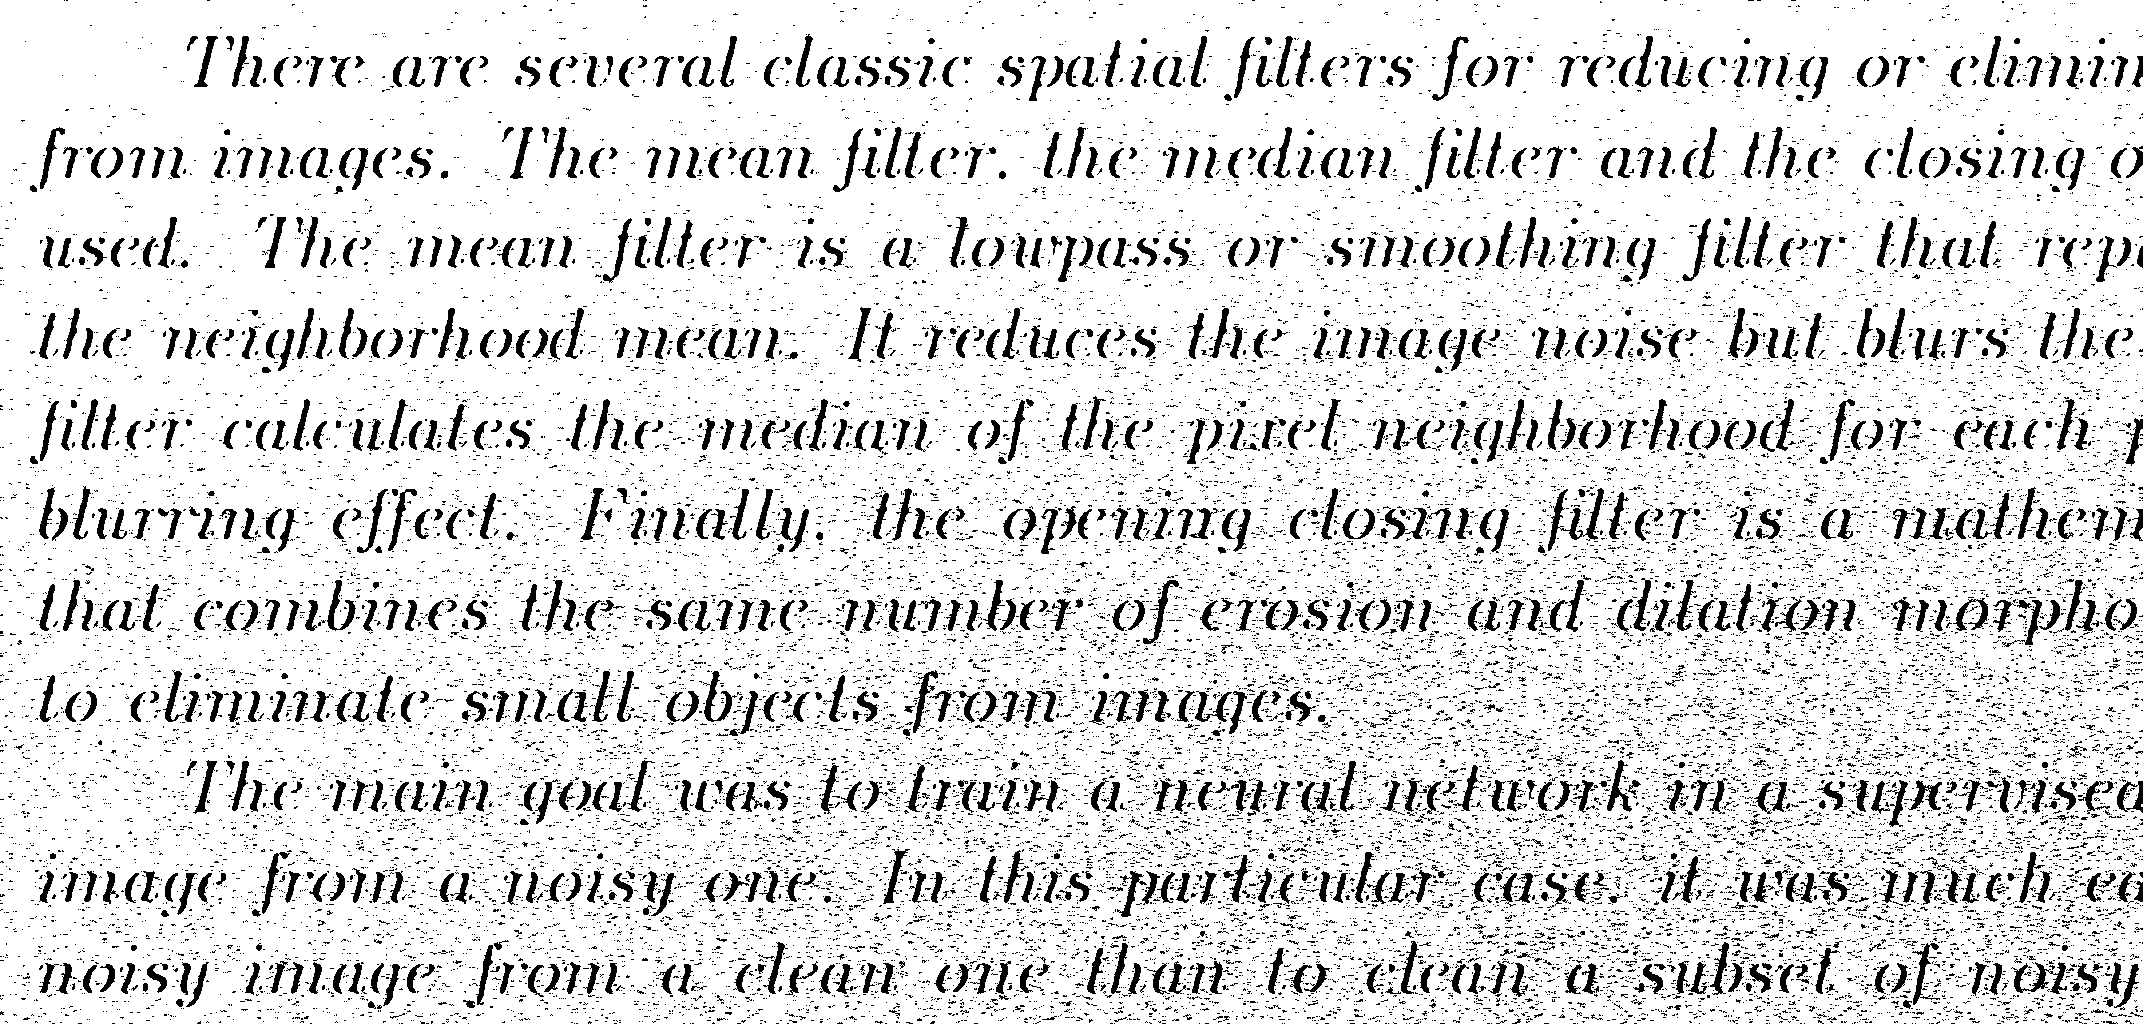 There are several classic spatial filters for reducing or elimin
from images. The mean filter, the median filter and the closing o
used. The mean filter is a lowpass or smoothing filter that repl
the neighborhood mean. It reduces the image noise but blurs the
filter calculates the median of the pixel neighborhood for each p
blurring effect. Finally, the opening closing filter is a mathem
that combines the same number of erosion and dilation morpho
to eliminate small objects from images.
The main goal was to train a neural network in a supervised
image from a noisy one. In this particular case, it was much ea
noisy image from a clean one than to clean a subset of noisy